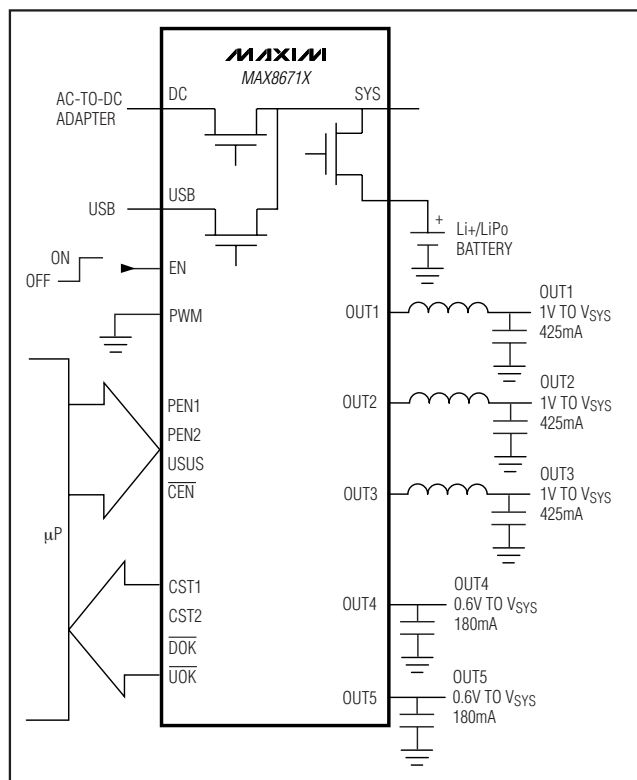 MAXIM
MAX8671X
AC-TO-DC
ADAPTER
DC
SYS
USB
USB
+
Li+/LiPo
BATTERY
ON
OFF
EN
PWM
OUT1
OUT1
1V TO VSYS
425mA
PEN1
PEN2
USUS
CEN
OUT2
OUT2
1V TO VSYS
425mA
OUT3
OUT3
1V TO VSYS
425mA
µP
CST1
CST2
DOK
UOK
OUT4
OUT4
0.6V TO VSYS
180mA
OUT5
OUT5
0.6V TO VSYS
180mA